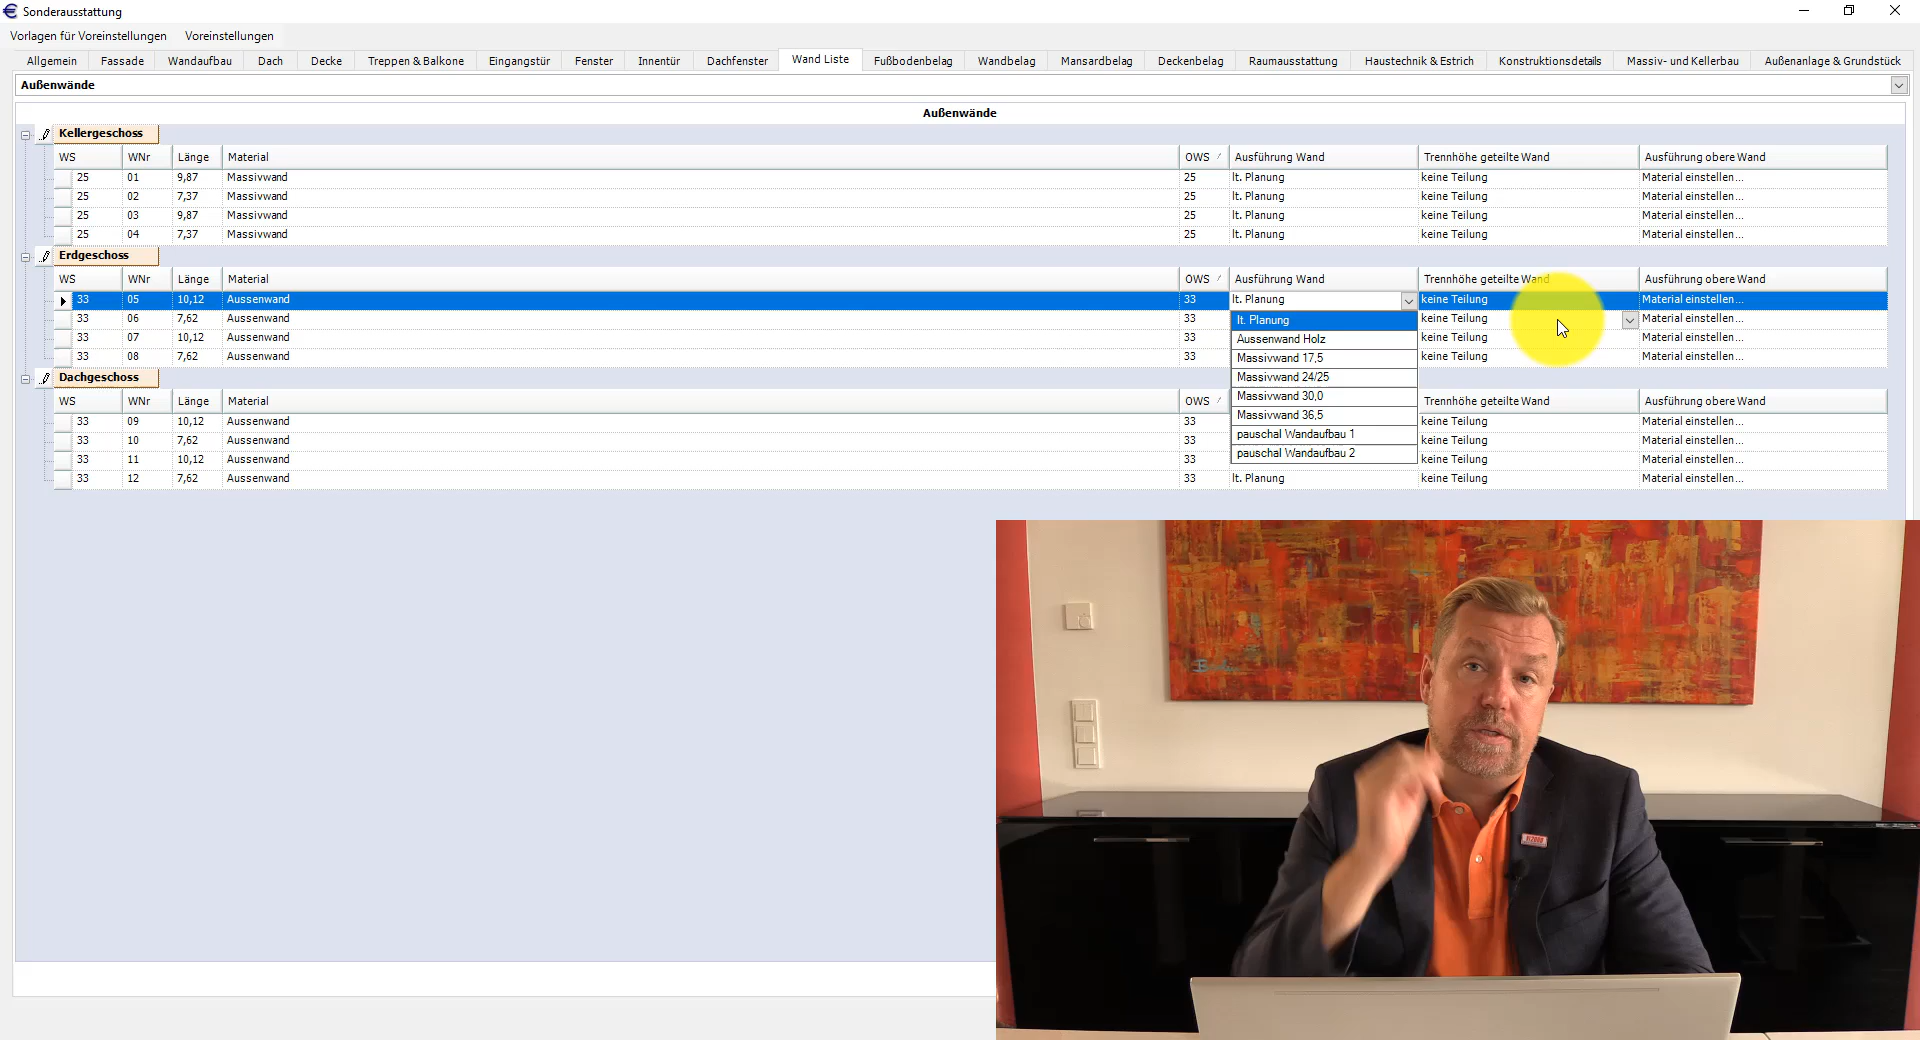 Sonderausstattung
Vorlagen für Voreinstellungen Voreinstellungen
Allgemein Fassade Wandaufbau Dach Decke Treppen & Balkone Eingangstür Fenster Innentür Dachfenster Wand Liste Fußbodenbelag Wandbelag Mansardbelag Deckenbelag Raumausstattung Haustechnik & Estrich Konstruktionsdetails Massiv- und Kellerbau Außenanlage & Grundstück
Außenwände
Außenwände
Kellergeschoss
WS WNr Länge Material OWS Ausführung Wand Trennhöhe geteilte Wand Ausführung obere Wand
25 01 9,87 Massivwand 25 lt. Planung keine Teilung Material einstellen...
25 02 7,37 Massivwand 25 lt. Planung keine Teilung Material einstellen...
25 03 9,87 Massivwand 25 lt. Planung keine Teilung Material einstellen...
25 04 7,37 Massivwand 25 lt. Planung keine Teilung Material einstellen...
Erdgeschoss
WS WNr Länge Material OWS Ausführung Wand Trennhöhe geteilte Wand Ausführung obere Wand
33 05 10,12 Aussenwand 33 lt. Planung keine Teilung Material einstellen...
33 06 7,62 Aussenwand 33 lt. Planung keine Teilung Material einstellen...
33 07 10,12 Aussenwand 33 Aussenwand Holz keine Teilung Material einstellen...
33 08 7,62 Aussenwand 33 Massivwand 17,5 keine Teilung Material einstellen...
Dachgeschoss Massivwand 24/25
WS WNr Länge Material OWS Massivwand 30,0 Trennhöhe geteilte Wand Ausführung obere Wand
33 09 10,12 Aussenwand 33 Massivwand 36,5 keine Teilung Material einstellen...
33 10 7,62 Aussenwand 33 pauschal Wandaufbau 1 keine Teilung Material einstellen...
33 11 10,12 Aussenwand 33 pauschal Wandaufbau 2 keine Teilung Material einstellen...
33 12 7,62 Aussenwand 33 lt. Planung keine Teilung Material einstellen...